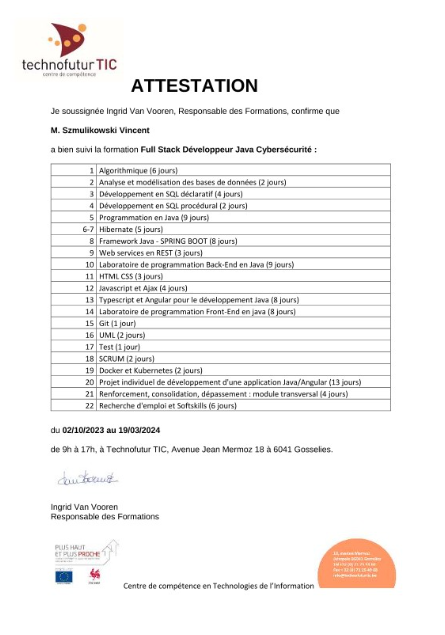 technofutur TIC
centre de compétence
ATTESTATION
Je soussignée Ingrid Van Vooren, Responsable des Formations, confirme que
M. Szmulikowski Vincent
a bien suivi la formation Full Stack Développeur Java Cybersécurité :
1 Algorithmique (6 jours)
2 Analyse et modélisation des bases de données (2 jours)
3 Développement en SQL déclaratif (4 jours)
4 Développement en SQL procédural (2 jours)
5 Programmation en Java (9 jours)
6-7 Hibernate (5 jours)
8 Framework Java - SPRING BOOT (8 jours)
9 Web services en REST (3 jours)
10 Laboratoire de programmation Back-End en Java (9 jours)
11 HTML CSS (3 jours)
12 Javascript et Ajax (4 jours)
13 Typescript et Angular pour le développement Java (8 jours)
14 Laboratoire de programmation Front-End en java (8 jours)
15 Git (1 jour)
16 UML (2 jours)
17 Test (1 jour)
18 SCRUM (2 jours)
19 Docker et Kubernetes (2 jours)
20 Projet individuel de développement d'une application Java/Angular (13 jours)
21 Renforcement, consolidation, dépassement : module transversal (4 jours)
22 Recherche d'emploi et Softskills (6 jours)
du 02/10/2023 au 19/03/2024
de 9h à 17h, à Technofutur TIC, Avenue Jean Mermoz 18 à 6041 Gosselies.
Ingrid Van Vooren
Responsable des Formations
PLUS HAUT
ET PLUS PROCHE
Centre de compétence en Technologies de l'Information